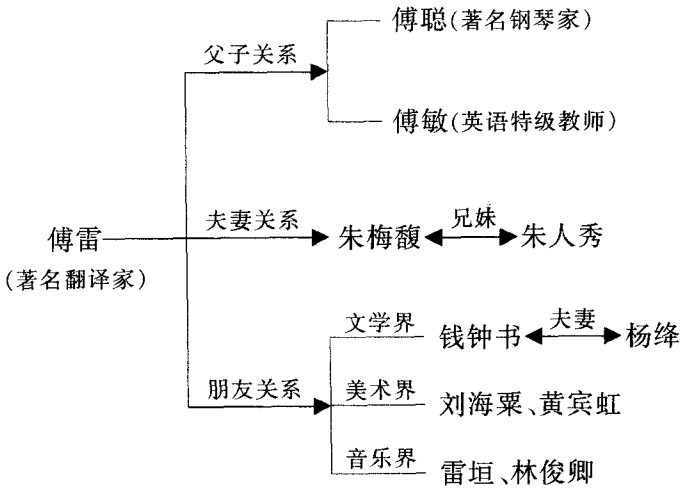 傅聪(著名钢琴家)
父子关系
傅敏(英语特级教师)
傅雷
(著名翻译家)
夫妻关系
朱梅馥
兄妹
朱人秀
朋友关系
文学界
钱钟书
夫妻
杨绛
美术界
刘海粟、黄宾虹
音乐界
雷垣、林俊卿